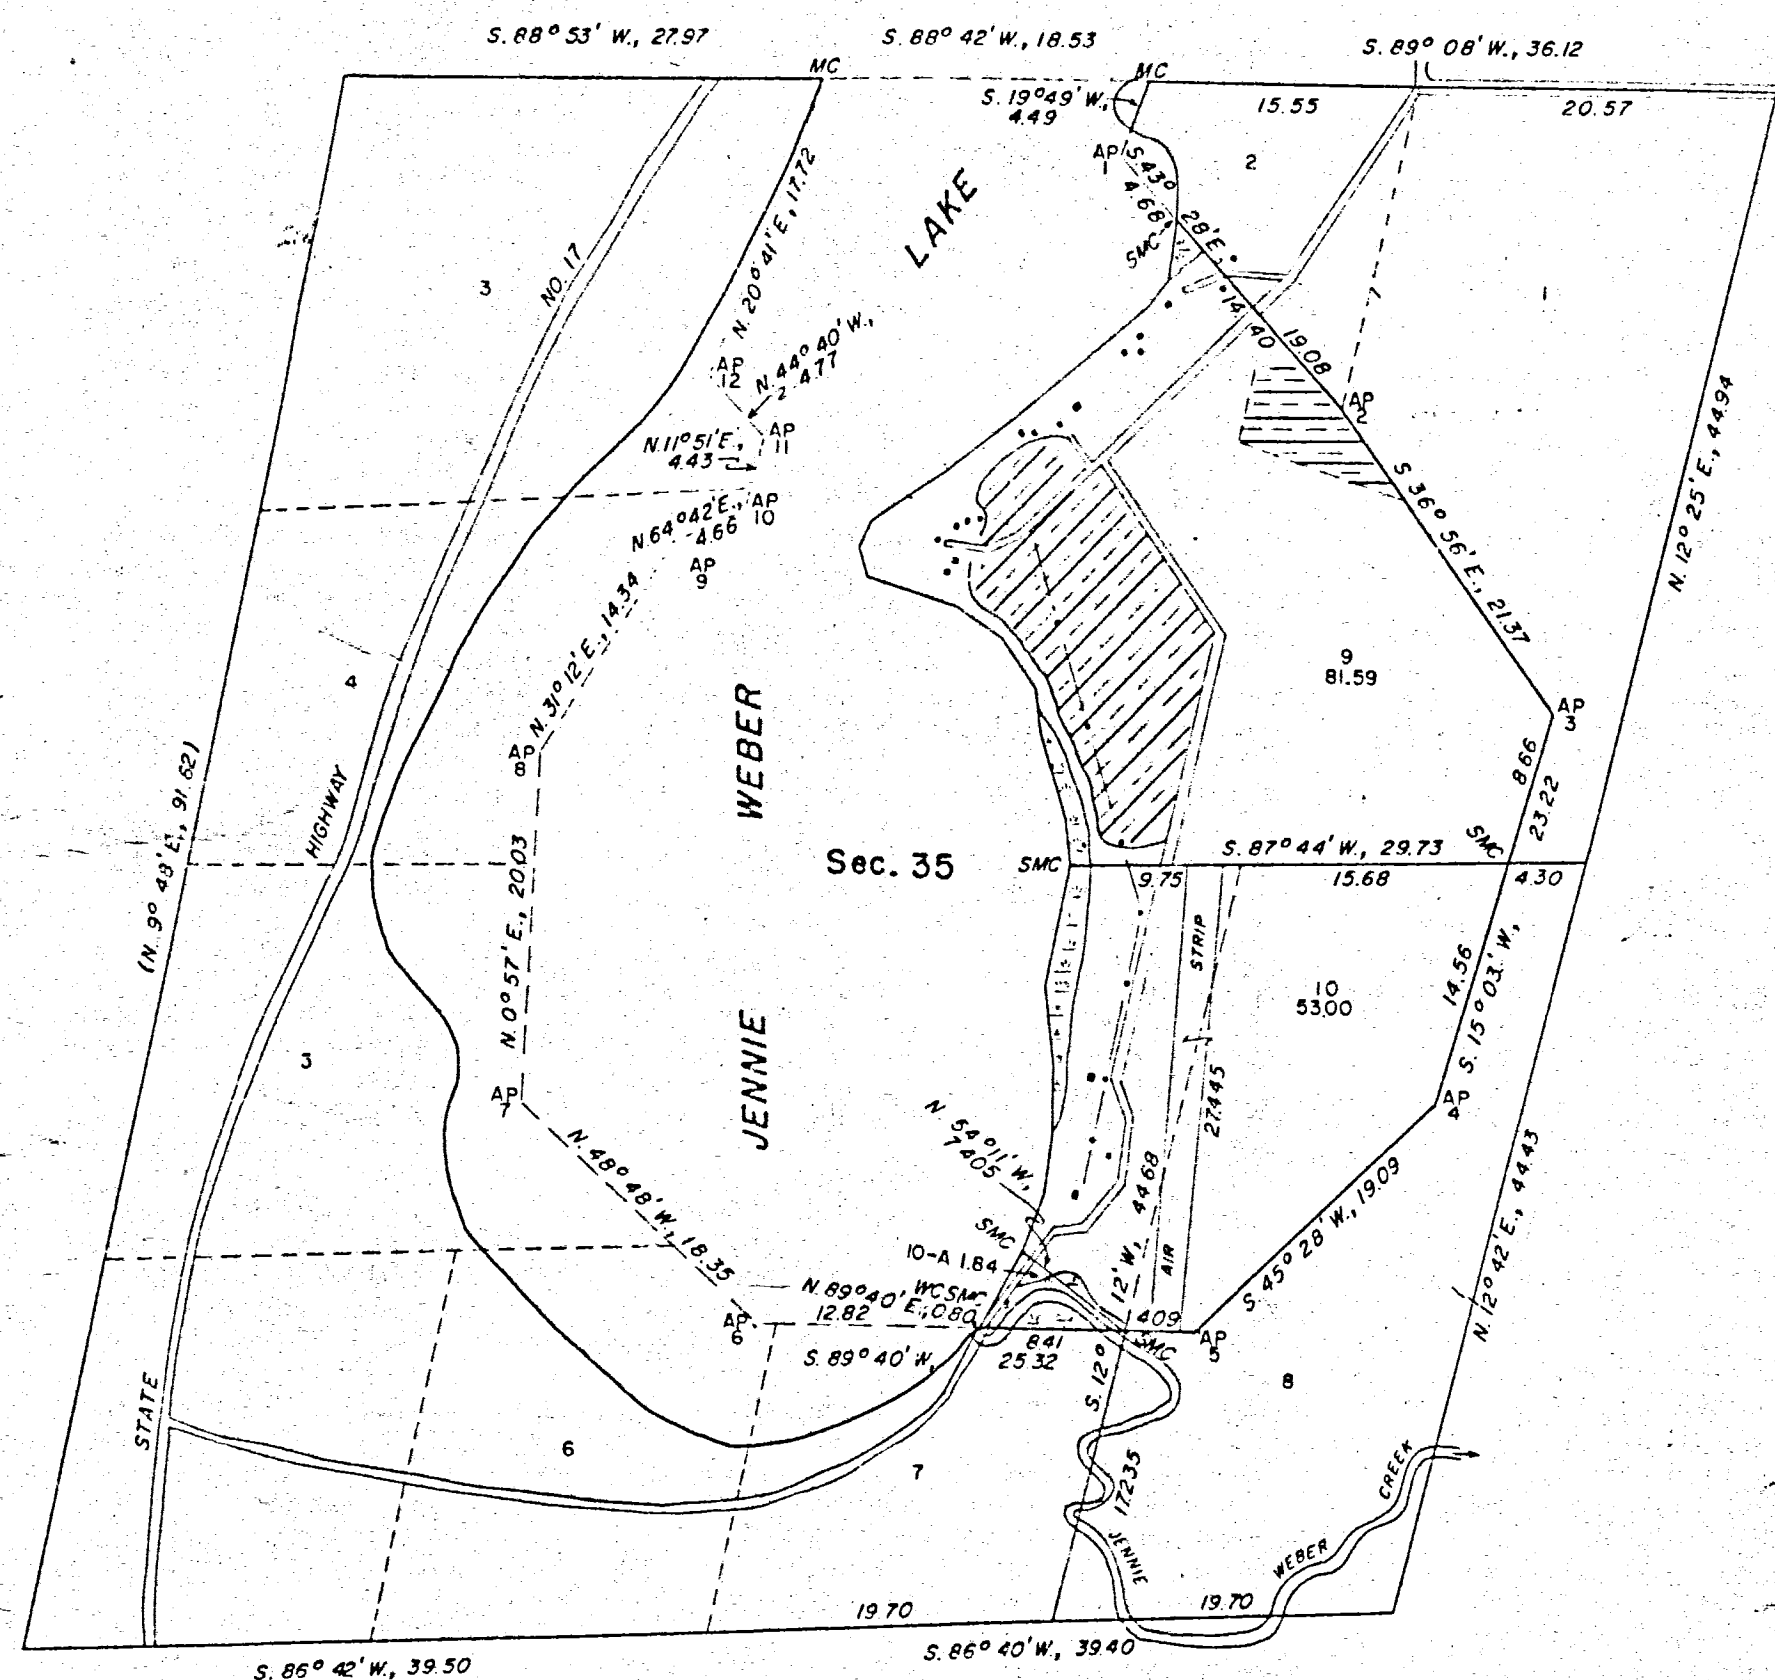 S. 88° 53' W., 27.97
S. 88° 42' W., 18.53
S. 89° 08' W., 36.12
MC
MC
S. 19° 49' W.,
4.49
15.55
20.57
AP
1
S. 43°
28' E.,
4.68
2
SMC
14.40
19.08
1
3
NO. 17
N. 20° 41' E., 17.72
LAKE
AP
12
N. 44° 40' W.,
2 4.77
AP
11
N. 11° 51' E.,
4.43
AP
2
N. 64° 42' E.,
4.66
AP
10
AP
9
S. 36° 56' E., 21.37
N. 12° 25' E., 44.94
N. 31° 12' E., 14.34
4
AP
8
9
81.59
AP
3
WEBER
8.66
23.22
(N. 9° 48' E., 91.62)
HIGHWAY
Sec. 35
SMC
S. 87° 44' W., 29.73
SMC
9.75
15.68
4.30
N. 0° 57' E., 20.03
STRIP
14.56
S. 15° 03' W.,
10
53.00
3
AP
7
JENNIE
27.445
AP
4
N. 48° 48' W., 18.35
N 54° 11' W.,
7.405
44.68
S. 45° 28' W., 19.09
N. 12° 42' E., 44.43
SMC
10-A 1.84
AIR
N. 89° 40' E., 0.80
WCSMC
12.82
AP
6
S. 89° 40' W,
8.41
25.32
4.09
SMC
AP
5
S. 12°
12' W,
8
STATE
6
7
17.235
JENNIE
WEBER
CREEK
19.70
19.70
S. 86° 42' W., 39.50
S. 86° 40' W., 39.40